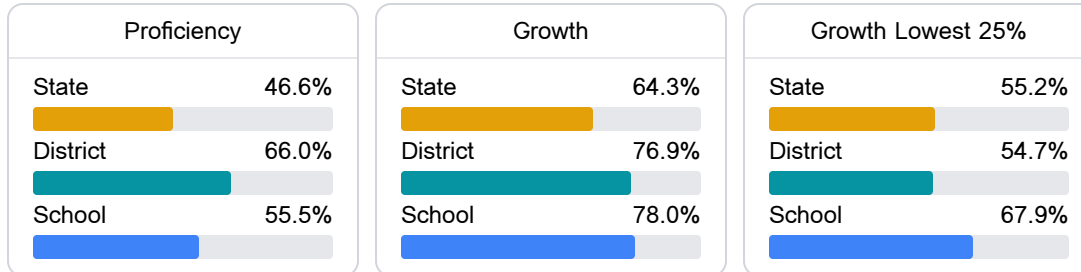 Proficiency
State 46.6%
District 66.0%
School 55.5%
Growth
State 64.3%
District 76.9%
School 78.0%
Growth Lowest 25%
State 55.2%
District 54.7%
School 67.9%